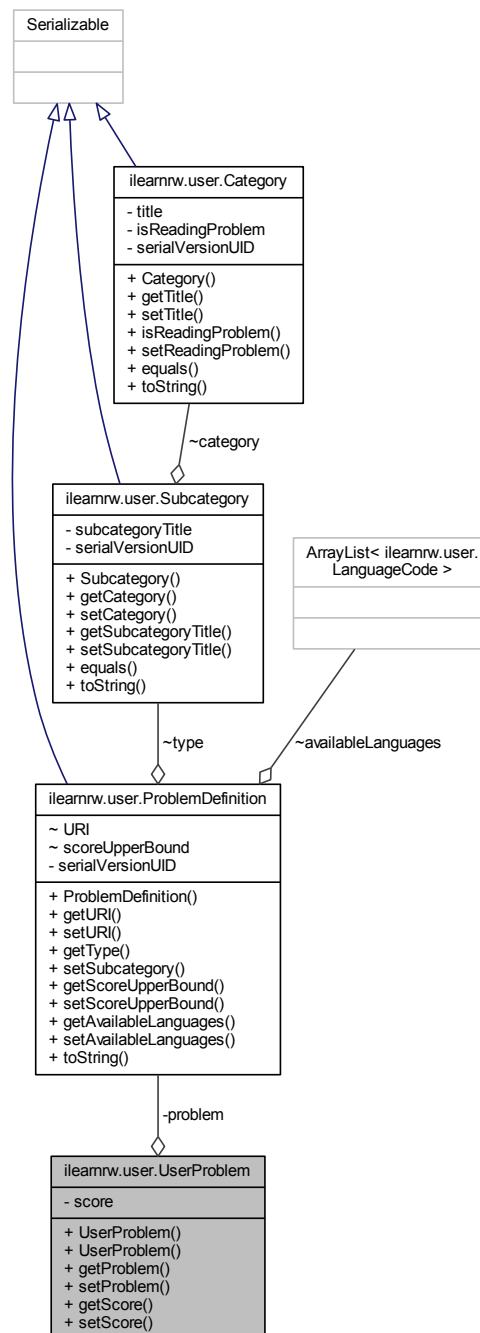 Serializable
ilearnrw.user.Category
- title
- isReadingProblem
- serialVersionUID
+ Category()
+ getTitle()
+ setTitle()
+ isReadingProblem()
+ setReadingProblem()
+ equals()
+ toString()
~category
ilearnrw.user.Subcategory
- subcategoryTitle
- serialVersionUID
+ Subcategory()
+ getCategory()
+ setCategory()
+ getSubcategoryTitle()
+ setSubcategoryTitle()
+ equals()
+ toString()
ArrayList< ilearnrw.user.
LanguageCode >
~type
~availableLanguages
ilearnrw.user.ProblemDefinition
~ URI
~ scoreUpperBound
- serialVersionUID
+ ProblemDefinition()
+ getURI()
+ setURI()
+ getType()
+ setSubcategory()
+ getScoreUpperBound()
+ setScoreUpperBound()
+ getAvailableLanguages()
+ setAvailableLanguages()
+ toString()
-problem
ilearnrw.user.UserProblem
- score
+ UserProblem()
+ UserProblem()
+ getProblem()
+ setProblem()
+ getScore()
+ setScore()